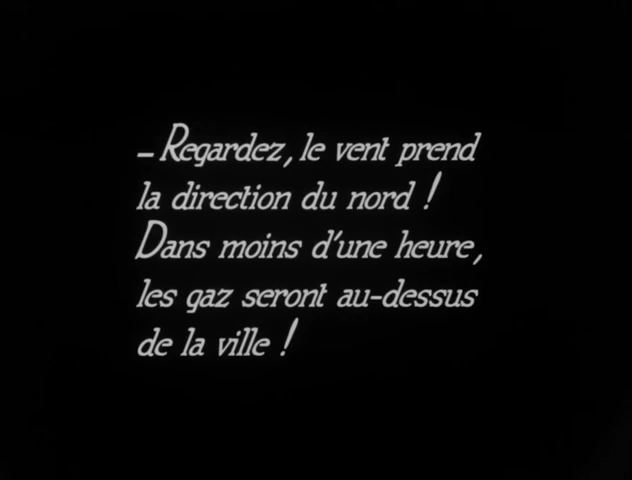 – Regardez, le vent prend
la direction du nord !
Dans moins d'une heure,
les gaz seront au-dessus
de la ville !